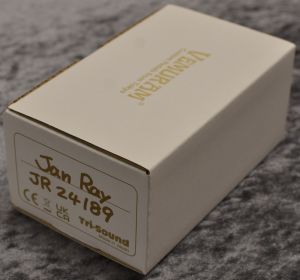 VEMURAM®
Jan Ray
JR 24189
CE UK
CA Tri-Sound